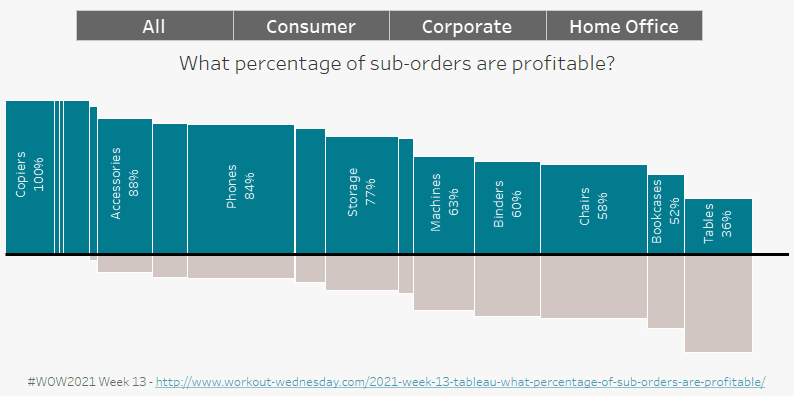 All Consumer Corporate Home Office
What percentage of sub-orders are profitable?
Copiers
100%
Accessories
88%
Phones
84%
Storage
77%
Machines
63%
Binders
60%
Chairs
58%
Bookcases
52%
Tables
36%
#WOW2021 Week 13 - http://www.workout-wednesday.com/2021-week-13-tableau-what-percentage-of-sub-orders-are-profitable/